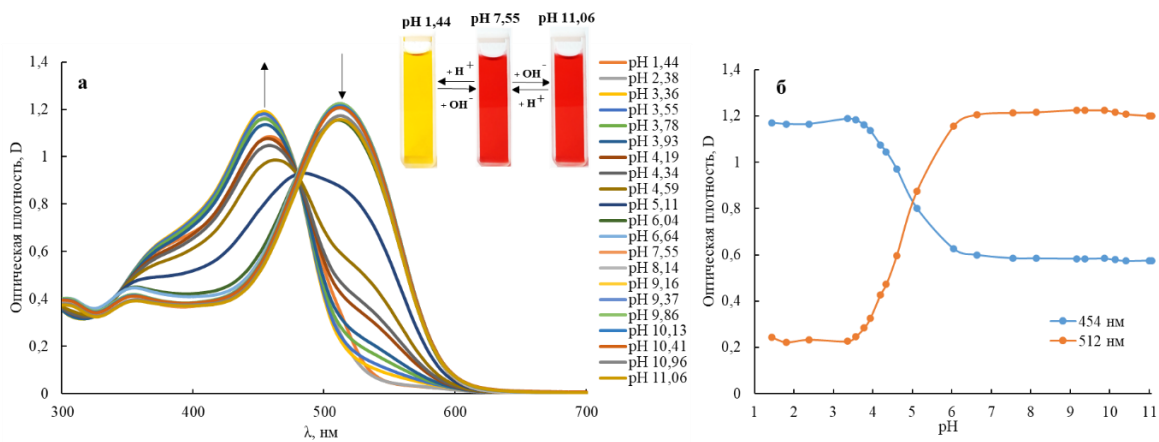 pH 1,44 pH 7,55 pH 11,06
а
+ H⁺
+ OH⁻
+ OH⁻
+ H⁺
Оптическая плотность, D
1,4
1,2
1
0,8
0,6
0,4
0,2
0
300 400 500 600 700
λ, нм
pH 1,44
pH 2,38
pH 3,36
pH 3,55
pH 3,78
pH 3,93
pH 4,19
pH 4,34
pH 4,59
pH 5,11
pH 6,04
pH 6,64
pH 7,55
pH 8,14
pH 9,16
pH 9,37
pH 9,86
pH 10,13
pH 10,41
pH 10,96
pH 11,06
б
Оптическая плотность, D
1,4
1,2
1
0,8
0,6
0,4
0,2
0
1 2 3 4 5 6 7 8 9 10 11
pH
454 нм
512 нм